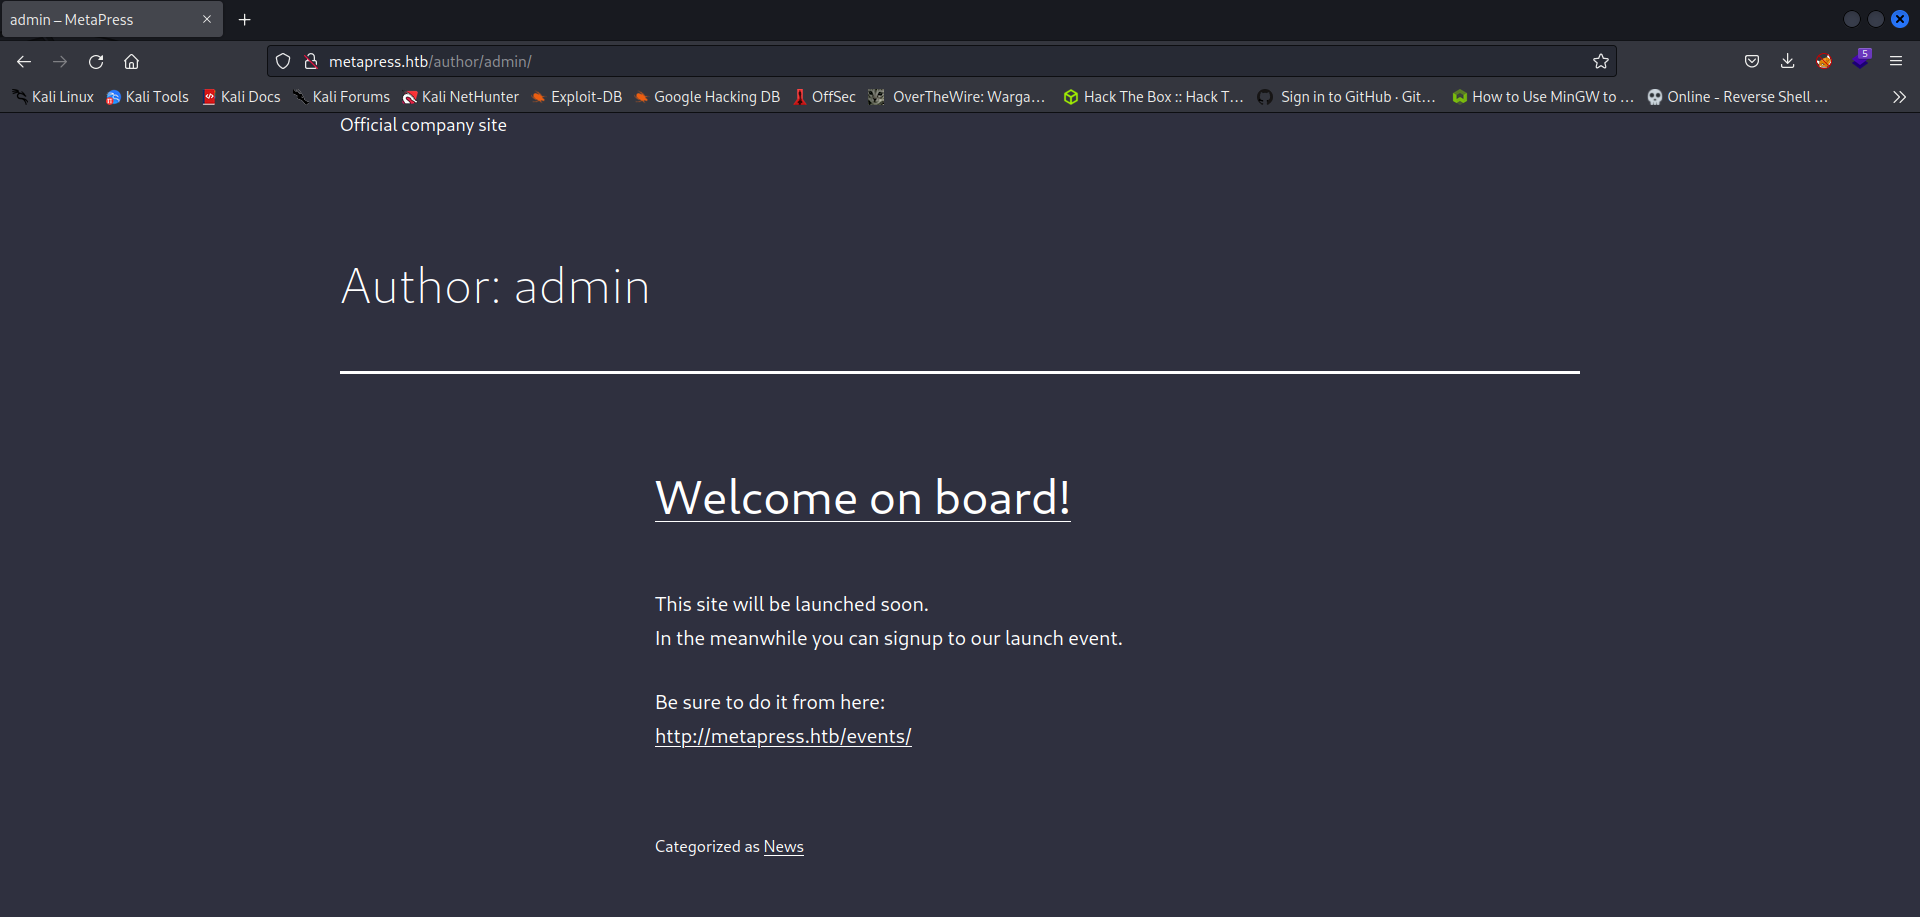 admin – MetaPress
metapress.htb/author/admin/
5
Kali Linux Kali Tools Kali Docs Kali Forums Kali NetHunter Exploit-DB Google Hacking DB OffSec OverTheWire: Warga… Hack The Box :: Hack T… Sign in to GitHub · Git… How to Use MinGW to … Online - Reverse Shell …
Official company site
Author: admin
Welcome on board!
This site will be launched soon.
In the meanwhile you can signup to our launch event.
Be sure to do it from here:
http://metapress.htb/events/
Categorized as News